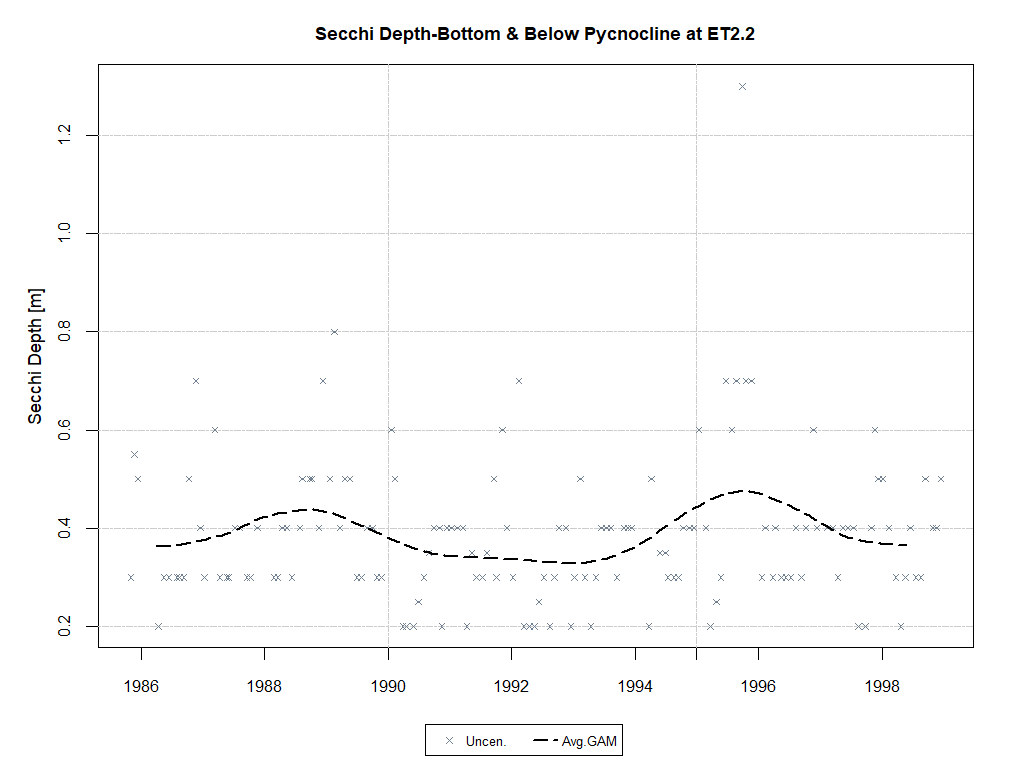 Secchi Depth-Bottom & Below Pycnocline at ET2.2
Secchi Depth [m]
1.2
1.0
0.8
0.6
0.4
0.2
1986 1988 1990 1992 1994 1996 1998
Uncen. Avg.GAM